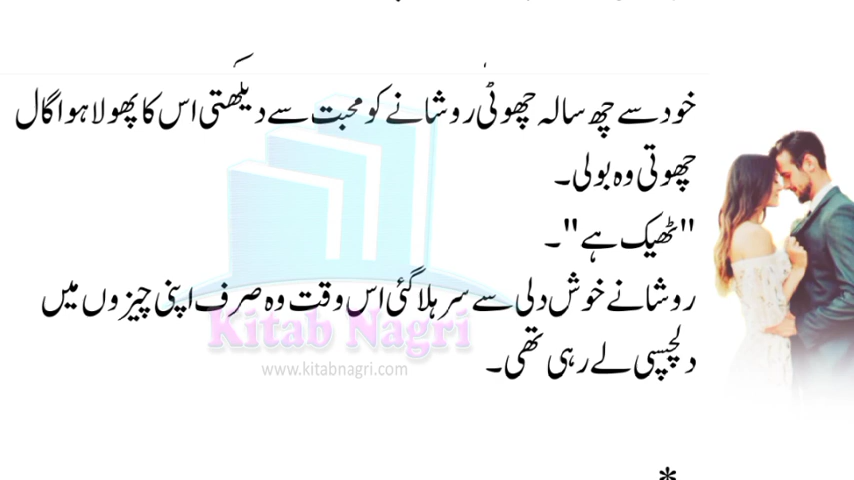 خود سے چھ سالہ چھوٹی روشانے کو محبت سے دیکھتی اس کا پھولا ہوا گال
چھوتی وہ بولی۔
"ٹھیک ہے"۔
روشانے خوش دلی سے سر ہلا گئی اس وقت وہ صرف اپنی چیزوں میں
دلچسپی لے رہی تھی۔
Kitab Nagri
www.kitabnagri.com
*